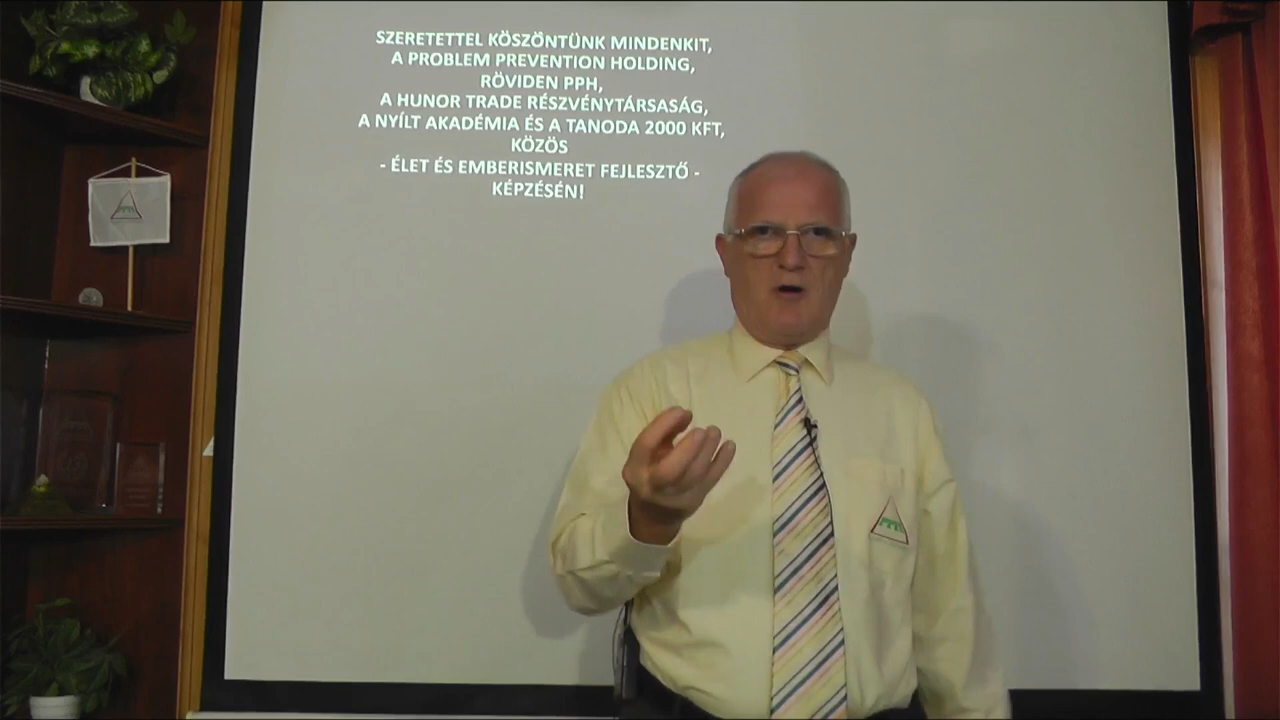 SZERETETTEL KÖSZÖNTÜNK MINDENKIT,
A PROBLEM PREVENTION HOLDING,
RÖVIDEN PPH,
A HUNOR TRADE RÉSZVÉNYTÁRSASÁG,
A NYÍLT AKADÉMIA ÉS A TANODA 2000 KFT,
KÖZÖS
- ÉLET ÉS EMBERISMERET FEJLESZTŐ -
KÉPZÉSÉN!